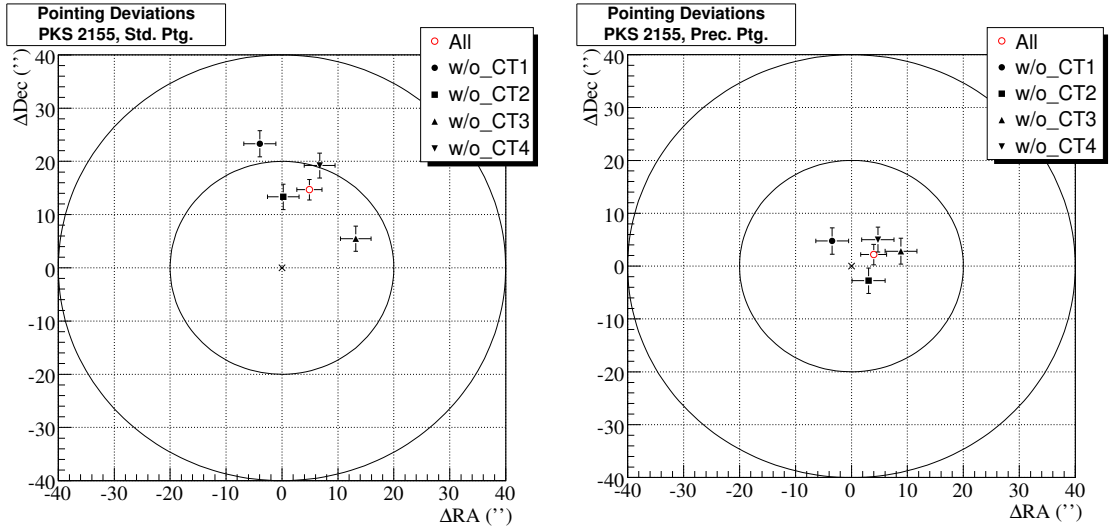 Pointing Deviations
PKS 2155, Std. Ptg.
All
w/o_CT1
w/o_CT2
w/o_CT3
w/o_CT4
ΔDec ('')
40
30
20
10
0
-10
-20
-30
-40
-40 -30 -20 -10 0 10 20 30 40
ΔRA ('')
Pointing Deviations
PKS 2155, Prec. Ptg.
All
w/o_CT1
w/o_CT2
w/o_CT3
w/o_CT4
ΔDec ('')
40
30
20
10
0
-10
-20
-30
-40
-40 -30 -20 -10 0 10 20 30 40
ΔRA ('')